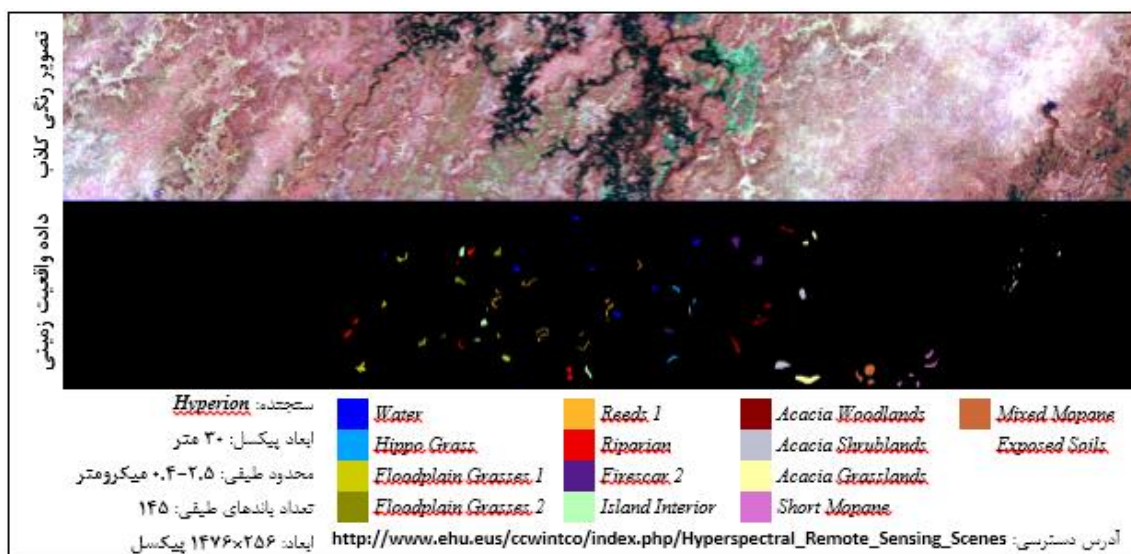 تصویر رنگی کاذب
داده واقعیت زمینی
سنجنده: Hyperion
ابعاد پیکسل: ۳۰ متر
محدود طیفی: ۰.۴-۲.۵ میکرومتر
تعداد باندهای طیفی: ۱۴۵
ابعاد: ۲۵۶×۱۴۷۶ پیکسل
Water
Hippo Grass
Floodplain Grasses 1
Floodplain Grasses 2
Reeds 1
Riparian
Firescar 2
Island Interior
Acacia Woodlands
Acacia Shrublands
Acacia Grasslands
Short Mopane
Mixed Mopane
Exposed Soils
آدرس دسترسی: http://www.ehu.eus/ccwintco/index.php/Hyperspectral_Remote_Sensing_Scenes